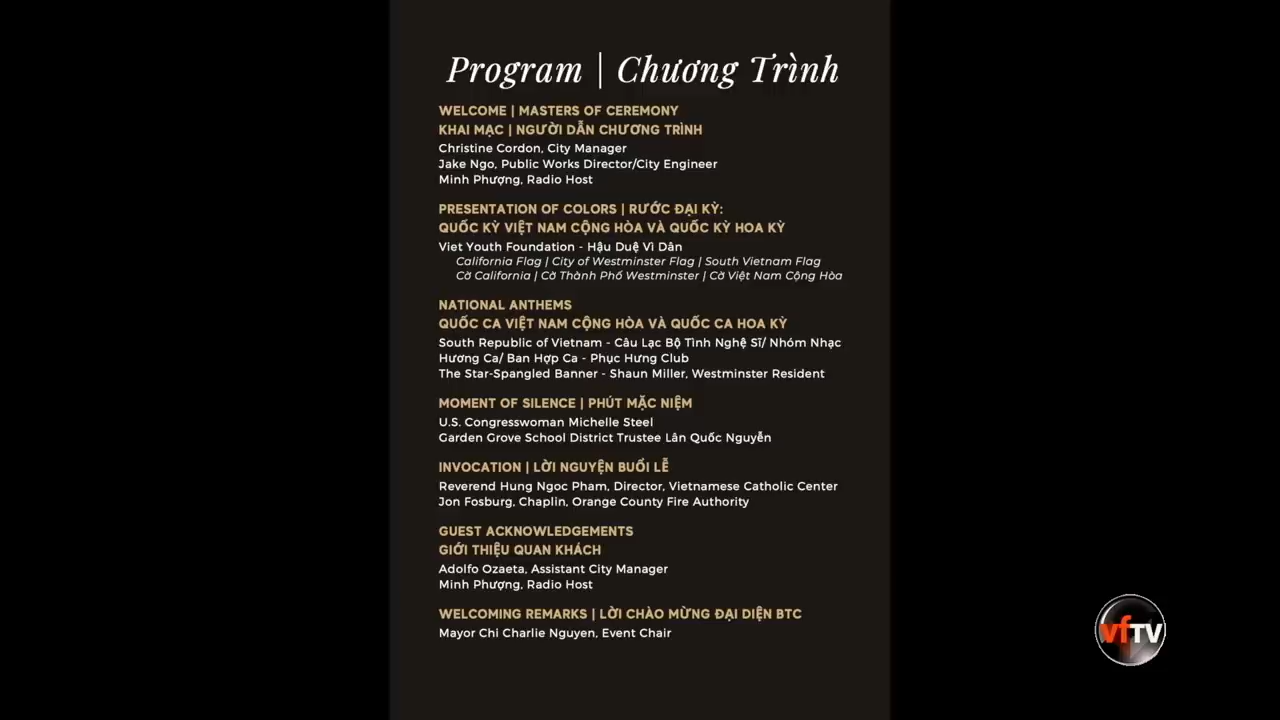 Program | Chương Trình
WELCOME | MASTERS OF CEREMONY
KHAI MẠC | NGƯỜI DẪN CHƯƠNG TRÌNH
Christine Cordon, City Manager
Jake Ngo, Public Works Director/City Engineer
Minh Phượng, Radio Host
PRESENTATION OF COLORS | RƯỚC ĐẠI KỲ:
QUỐC KỲ VIỆT NAM CỘNG HÒA VÀ QUỐC KỲ HOA KỲ
Viet Youth Foundation - Hậu Duệ Vì Dân
California Flag | City of Westminster Flag | South Vietnam Flag
Cờ California | Cờ Thành Phố Westminster | Cờ Việt Nam Cộng Hòa
NATIONAL ANTHEMS
QUỐC CA VIỆT NAM CỘNG HÒA VÀ QUỐC CA HOA KỲ
South Republic of Vietnam - Câu Lạc Bộ Tình Nghệ Sĩ/ Nhóm Nhạc
Hương Ca/ Ban Hợp Ca - Phục Hưng Club
The Star-Spangled Banner - Shaun Miller, Westminster Resident
MOMENT OF SILENCE | PHÚT MẶC NIỆM
U.S. Congresswoman Michelle Steel
Garden Grove School District Trustee Lân Quốc Nguyễn
INVOCATION | LỜI NGUYỆN BUỔI LỄ
Reverend Hung Ngoc Pham, Director, Vietnamese Catholic Center
Jon Fosburg, Chaplin, Orange County Fire Authority
GUEST ACKNOWLEDGEMENTS
GIỚI THIỆU QUAN KHÁCH
Adolfo Ozaeta, Assistant City Manager
Minh Phượng, Radio Host
WELCOMING REMARKS | LỜI CHÀO MỪNG ĐẠI DIỆN BTC
Mayor Chi Charlie Nguyen, Event Chair
vfTV